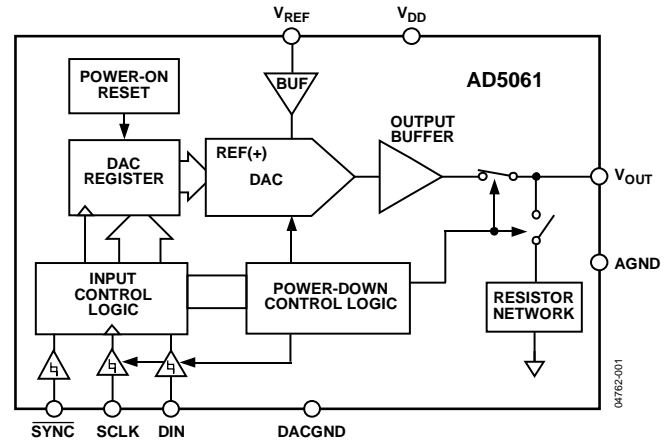 VREF
VDD
POWER-ON
RESET
BUF
AD5061
OUTPUT
BUFFER
REF(+)
DAC
REGISTER
DAC
VOUT
INPUT
CONTROL
LOGIC
POWER-DOWN
CONTROL LOGIC
AGND
RESISTOR
NETWORK
SYNC
SCLK
DIN
DACGND
04762-001